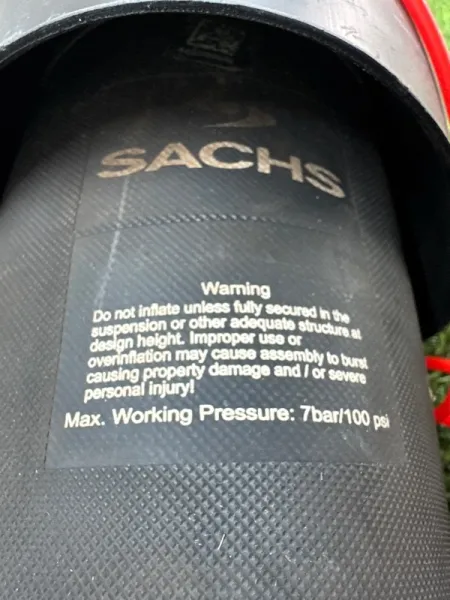 SACHS
Warning
Do not inflate unless fully secured in the
suspension or other adequate structure at
design height. Improper use or
overinflation may cause assembly to burst
causing property damage and / or severe
personal injury!
Max. Working Pressure: 7bar/100 psi